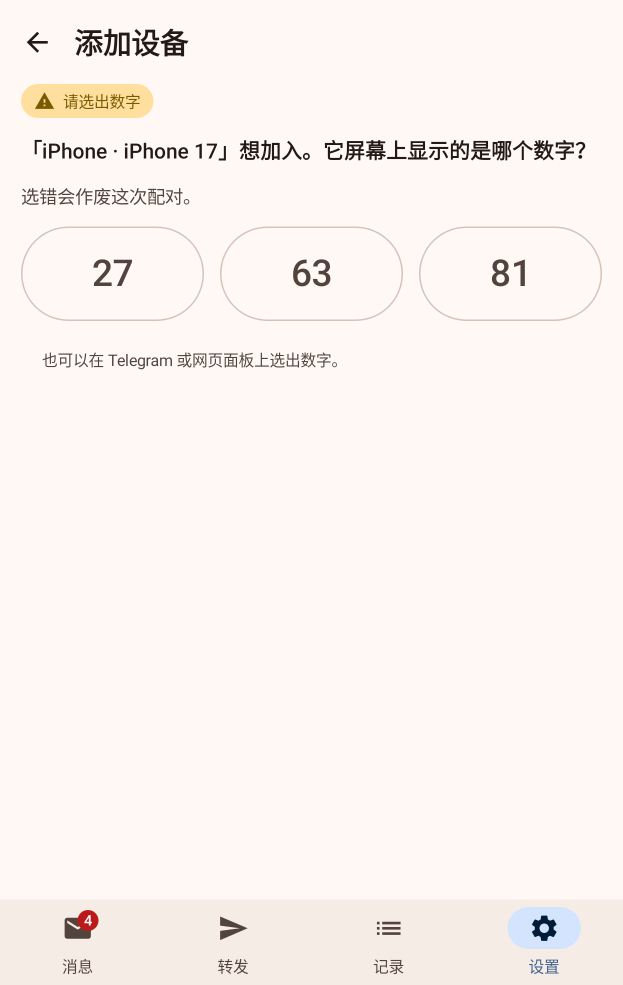 添加设备
请选出数字
「iPhone · iPhone 17」想加入。它屏幕上显示的是哪个数字?
选错会作废这次配对。
27 63 81
也可以在 Telegram 或网页面板上选出数字。
4
消息 转发 记录 设置